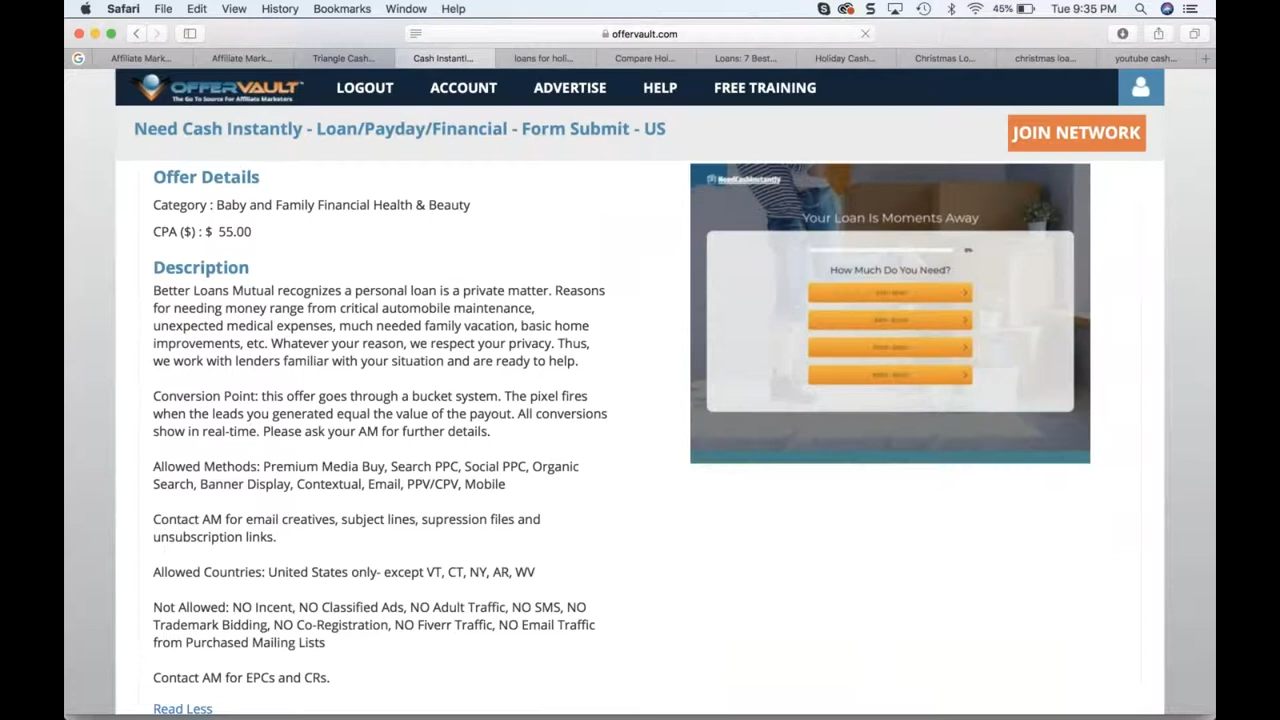 Safari File Edit View History Bookmarks Window Help 45% Tue 9:35 PM
offervault.com
Affiliate Mark... Affiliate Mark... Triangle Cash... Cash Instantl... loans for holi... Compare Hol... Loans: 7 Best... Holiday Cash... Christmas Lo... christmas loa... youtube cash...
OFFERVAULT LOGOUT ACCOUNT ADVERTISE HELP FREE TRAINING
The Go To Source For Affiliate Marketers
Need Cash Instantly - Loan/Payday/Financial - Form Submit - US
JOIN NETWORK
Offer Details
Category : Baby and Family Financial Health & Beauty
CPA ($) : $ 55.00
Description
Better Loans Mutual recognizes a personal loan is a private matter. Reasons
for needing money range from critical automobile maintenance,
unexpected medical expenses, much needed family vacation, basic home
improvements, etc. Whatever your reason, we respect your privacy. Thus,
we work with lenders familiar with your situation and are ready to help.
Conversion Point: this offer goes through a bucket system. The pixel fires
when the leads you generated equal the value of the payout. All conversions
show in real-time. Please ask your AM for further details.
Allowed Methods: Premium Media Buy, Search PPC, Social PPC, Organic
Search, Banner Display, Contextual, Email, PPV/CPV, Mobile
Contact AM for email creatives, subject lines, supression files and
unsubscription links.
Allowed Countries: United States only- except VT, CT, NY, AR, WV
Not Allowed: NO Incent, NO Classified Ads, NO Adult Traffic, NO SMS, NO
Trademark Bidding, NO Co-Registration, NO Fiverr Traffic, NO Email Traffic
from Purchased Mailing Lists
Contact AM for EPCs and CRs.
Read Less
NeedCashInstantly
Your Loan Is Moments Away
How Much Do You Need?